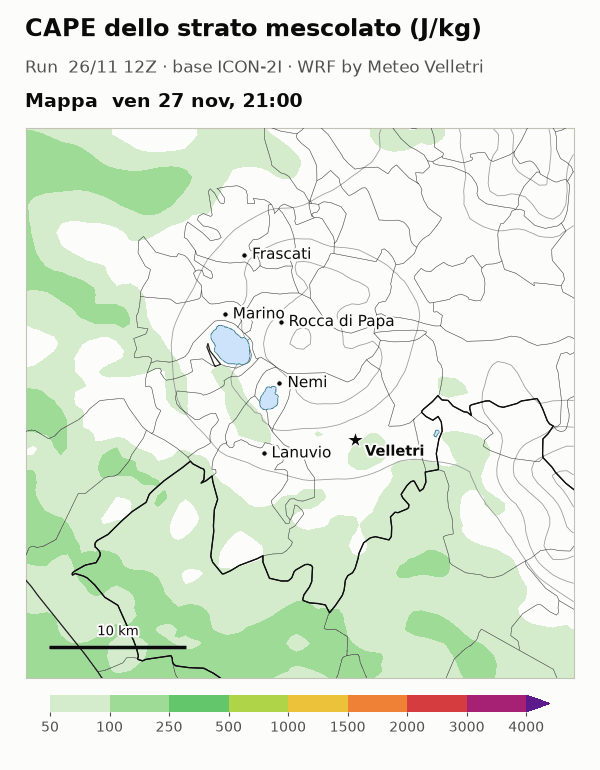 CAPE dello strato mescolato (J/kg)
Run  26/11 12Z · base ICON-2I · WRF by Meteo Velletri
Mappa  ven 27 nov, 21:00
Frascati
Marino
Rocca di Papa
Nemi
Velletri
Lanuvio
10 km
50 100 250 500 1000 1500 2000 3000 4000